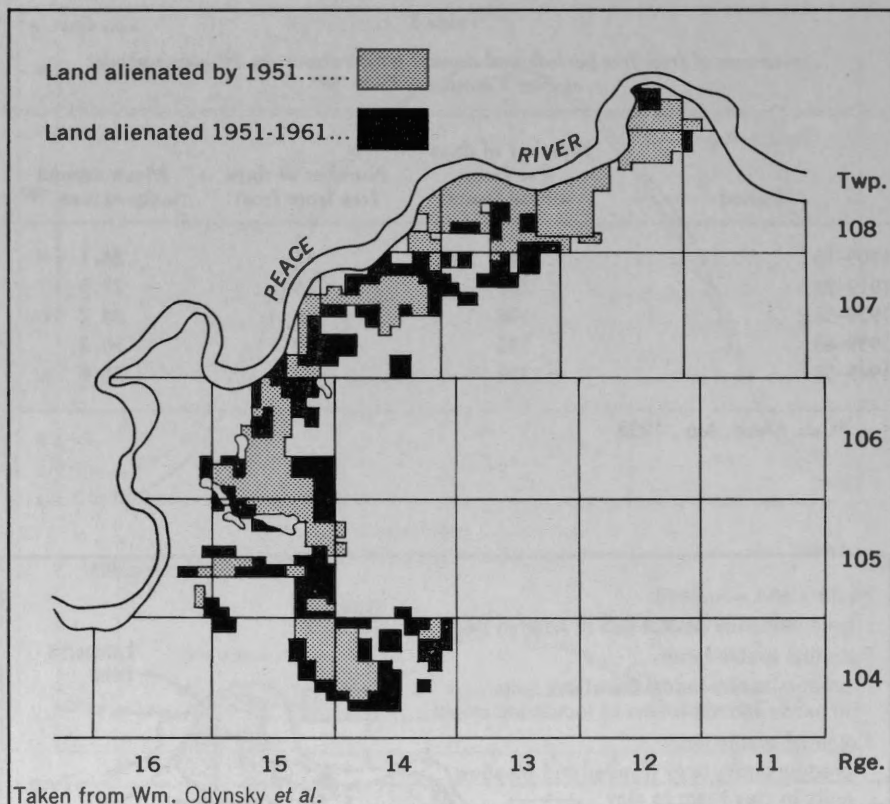 Land alienated by 1951.......
Land alienated 1951-1961...
PEACE
RIVER
Twp.
108
107
106
105
104
16 15 14 13 12 11 Rge.
Taken from Wm. Odynsky et al.